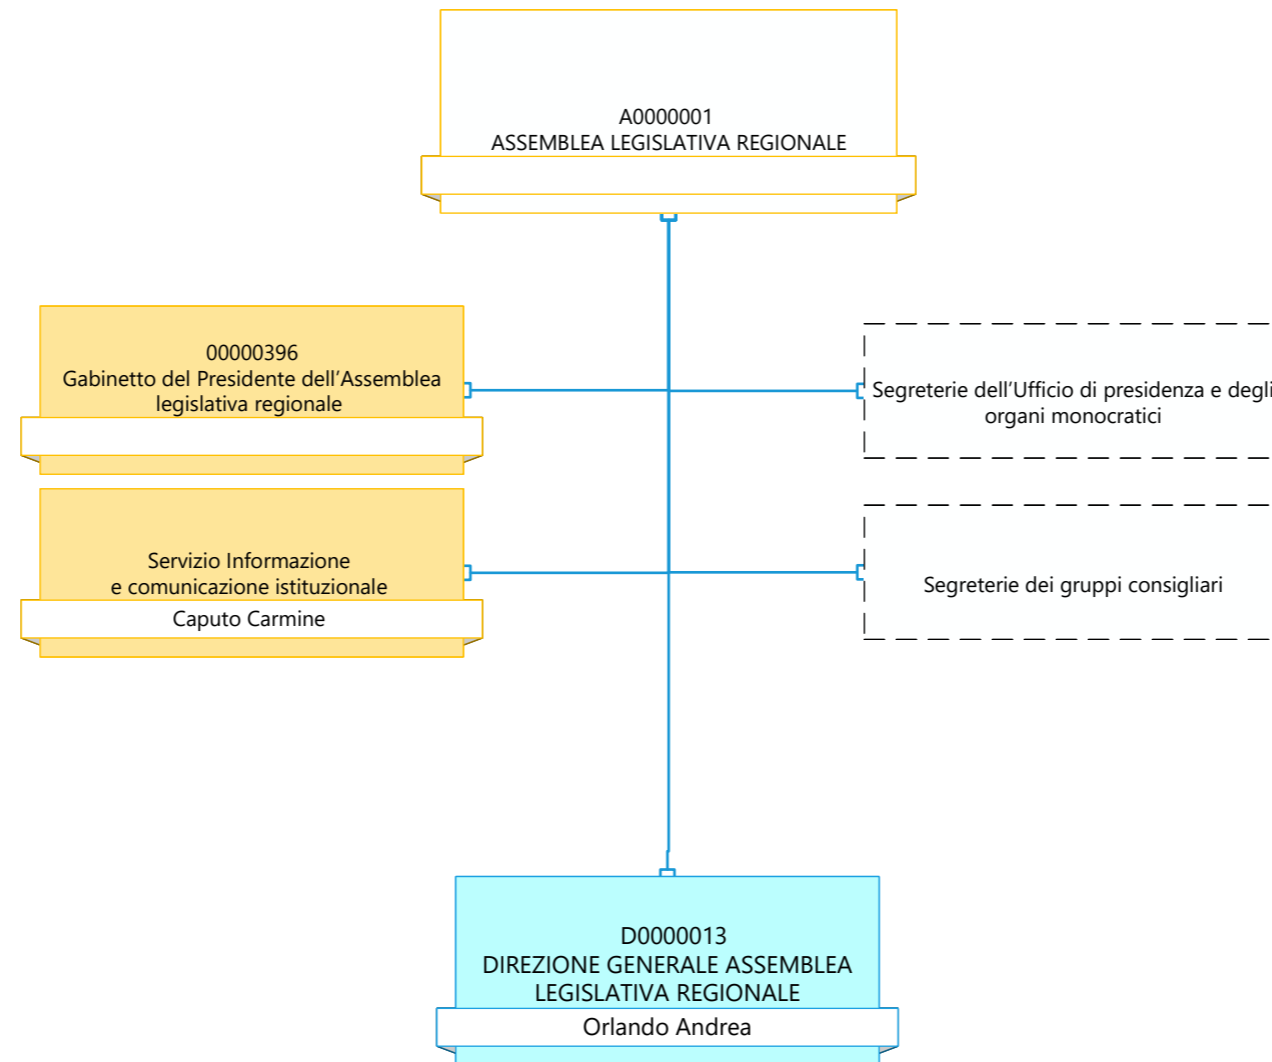 A0000001
ASSEMBLEA LEGISLATIVA REGIONALE
00000396
Gabinetto del Presidente dell’Assemblea
legislativa regionale
Segreterie dell’Ufficio di presidenza e degli
organi monocratici
Servizio Informazione
e comunicazione istituzionale
Caputo Carmine
Segreterie dei gruppi consigliari
D0000013
DIREZIONE GENERALE ASSEMBLEA
LEGISLATIVA REGIONALE
Orlando Andrea